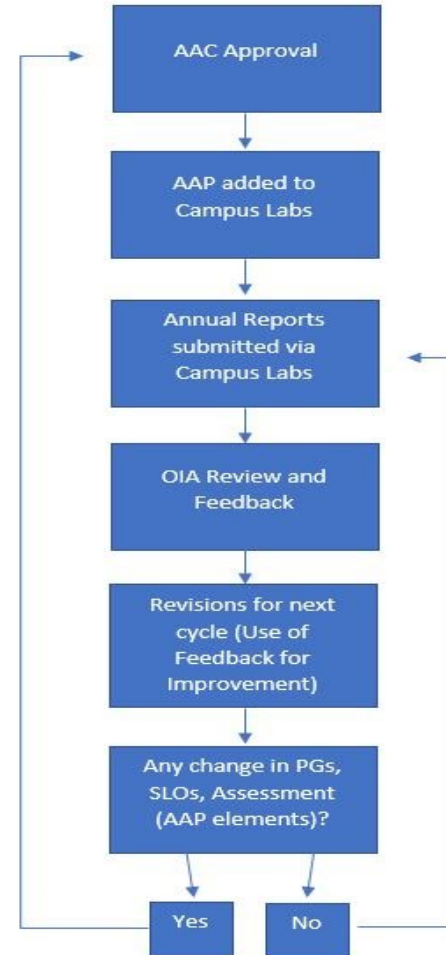 AAC Approval
AAP added to
Campus Labs
Annual Reports
submitted via
Campus Labs
OIA Review and
Feedback
Revisions for next
cycle (Use of
Feedback for
Improvement)
Any change in PGs,
SLOs, Assessment
(AAP elements)?
Yes
No